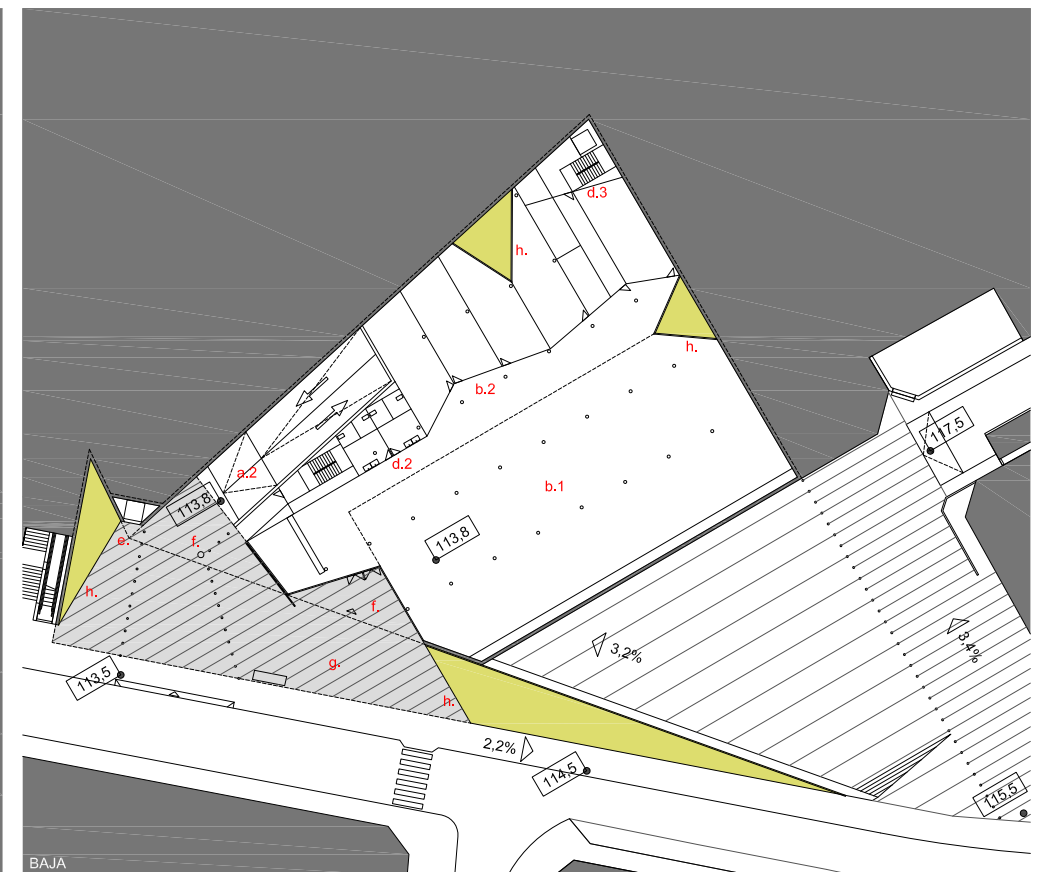 d.3
h.
h.
b.2
117,5
d.2
a.2
b.1
113,8
113,8
e.
f.
h.
f.
3,2%
3,4%
g.
113,5
h.
2,2%
114,5
115,5
BAJA